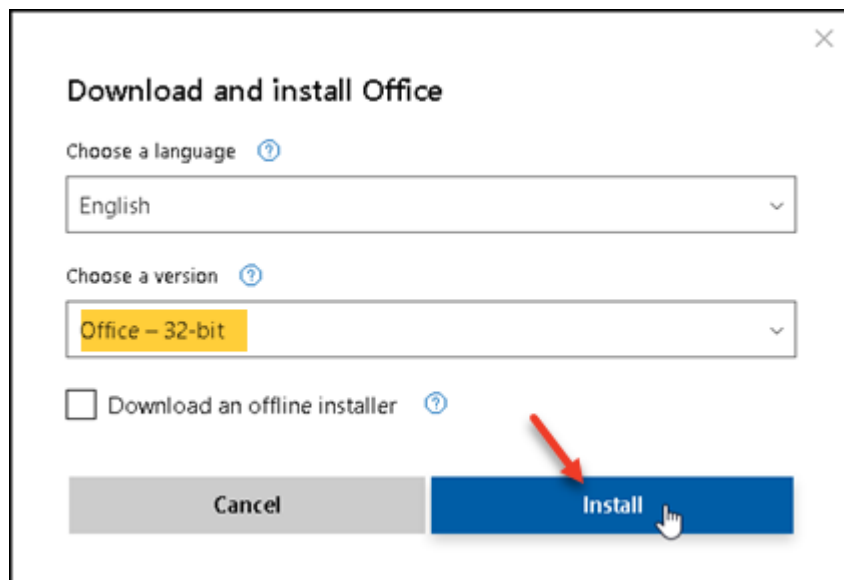 Download and install Office
Choose a language
English
Choose a version
Office – 32-bit
Download an offline installer
Cancel
Install